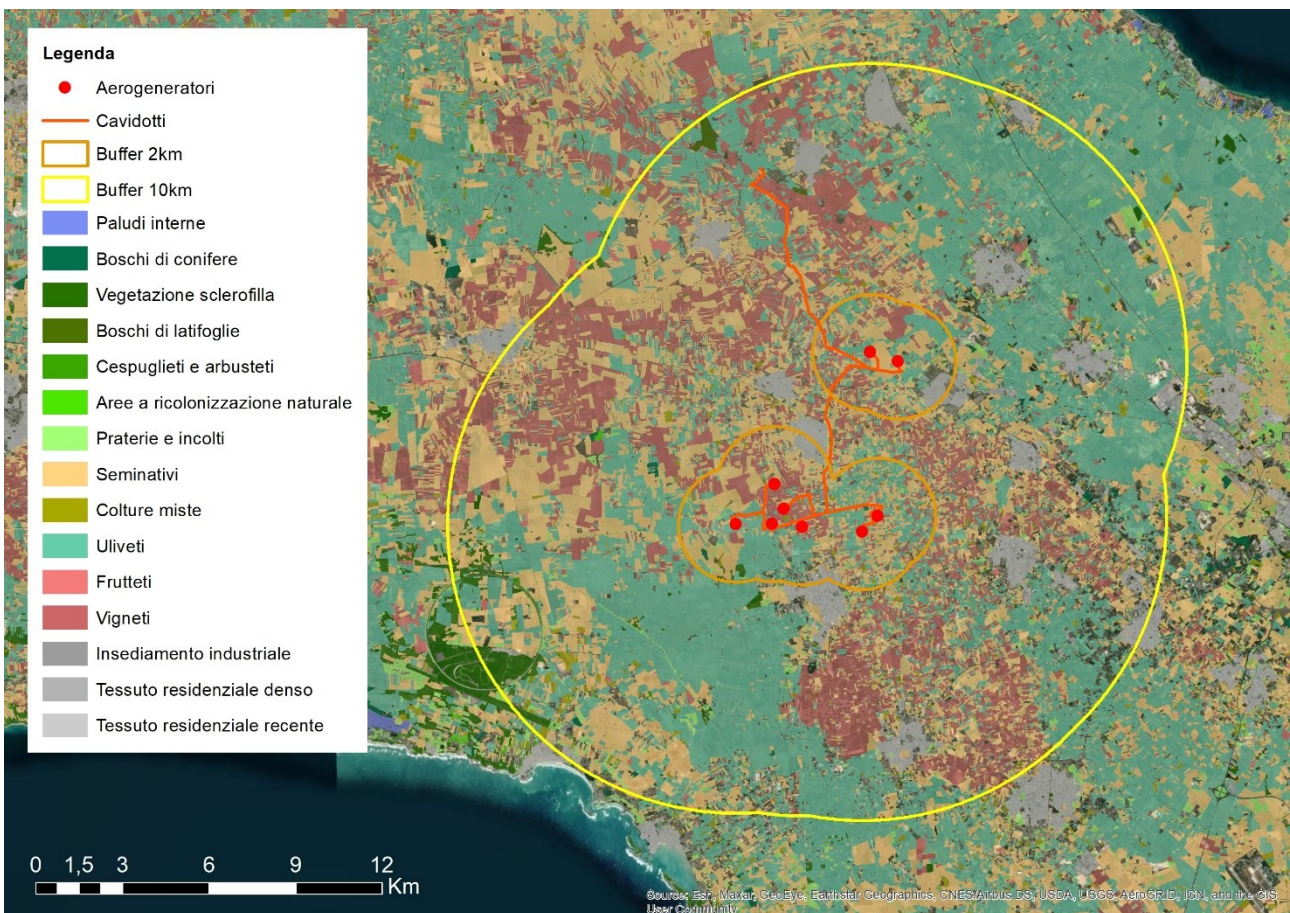 Legenda
Aerogeneratori
Cavidotti
Buffer 2km
Buffer 10km
Paludi interne
Boschi di conifere
Vegetazione sclerofilla
Boschi di latifoglie
Cespuglieti e arbusteti
Aree a ricolonizzazione naturale
Praterie e incolti
Seminativi
Colture miste
Uliveti
Frutteti
Vigneti
Insediamento industriale
Tessuto residenziale denso
Tessuto residenziale recente
0 1,5 3 6 9 12
Km
Source: Esri, Maxar, GeoEye, Earthstar Geographics, CNES/Airbus DS, USDA, USGS, AeroGRID, IGN, and the GIS
User Community